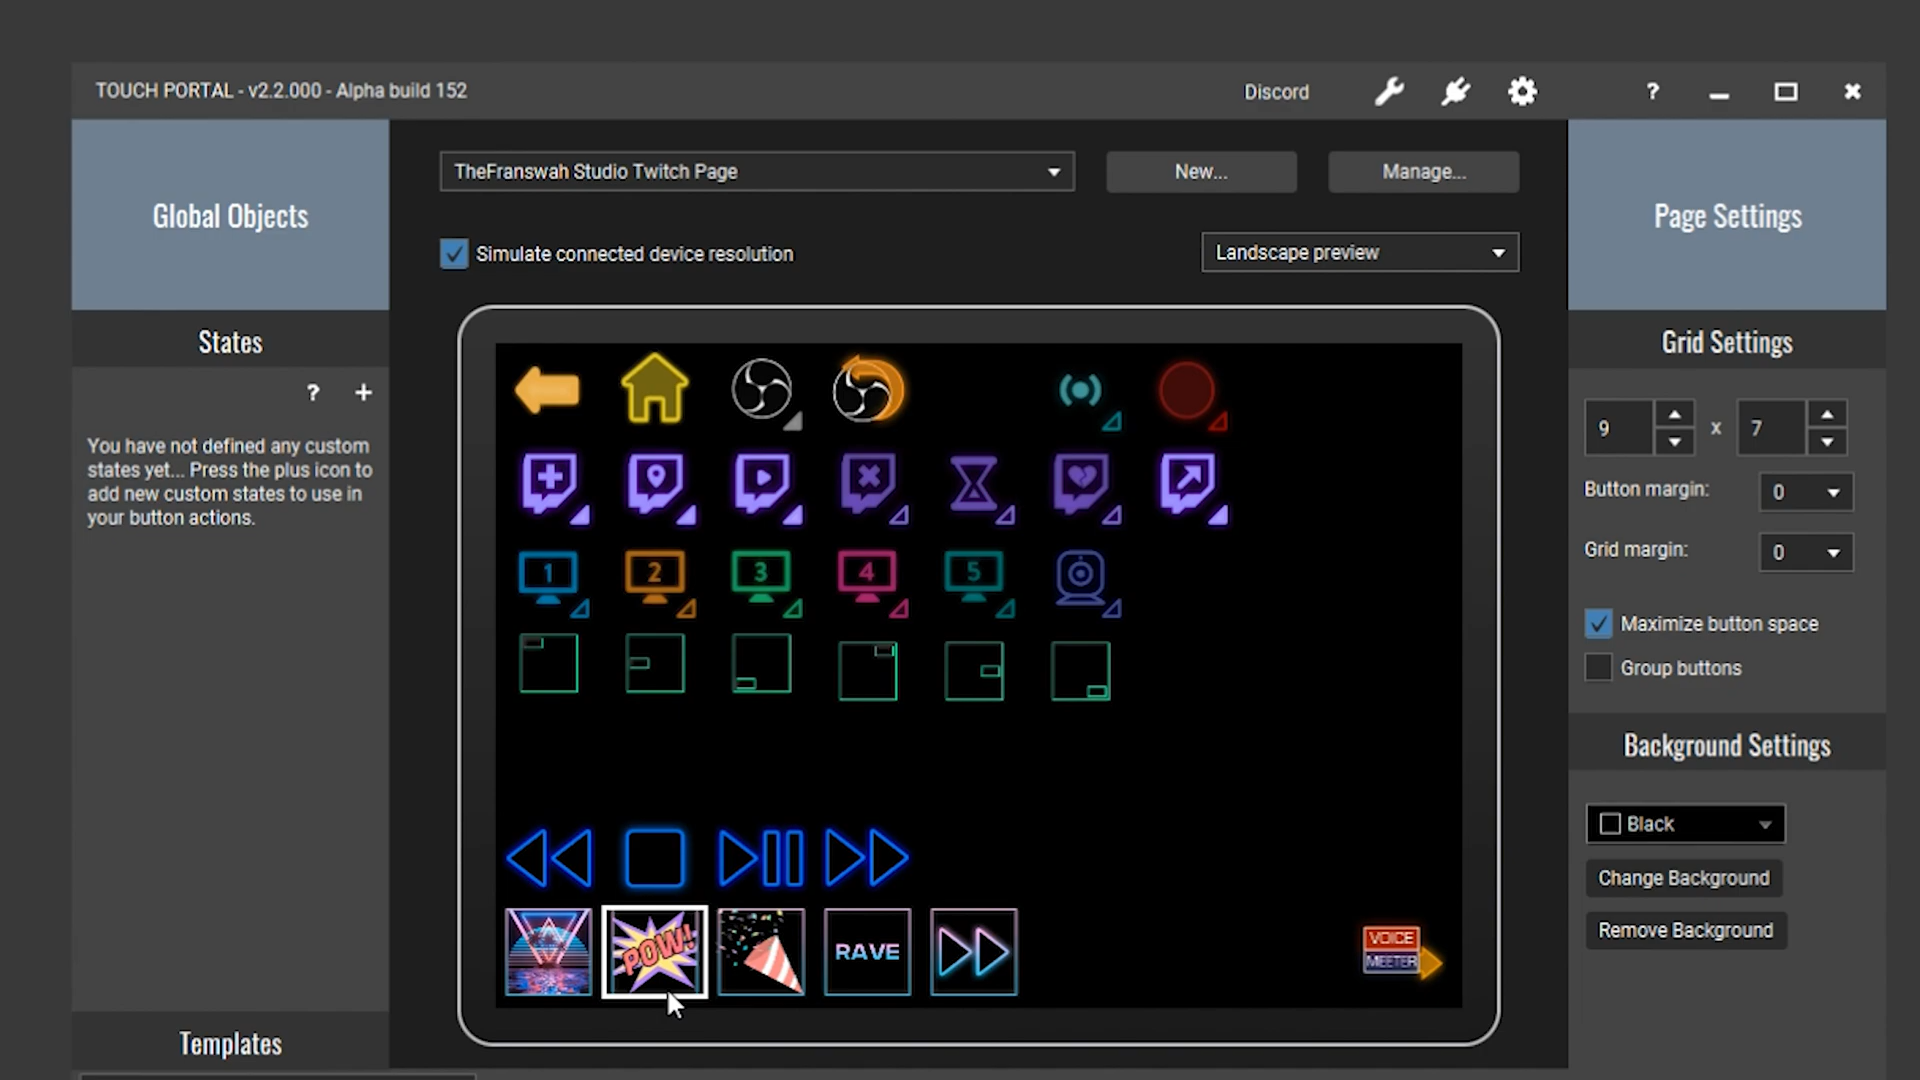 TOUCH PORTAL - v2.2.000 - Alpha build 152
Discord
?
Global Objects
TheFranswah Studio Twitch Page
New...
Manage...
Page Settings
Simulate connected device resolution
Landscape preview
States
Grid Settings
? +
You have not defined any custom
states yet... Press the plus icon to
add new custom states to use in
your button actions.
9 x 7
Button margin: 0
Grid margin: 0
1 2 3 4 5
Maximize button space
Group buttons
Background Settings
Black
Change Background
Remove Background
POW!
RAVE
VOICE
MEETER
Templates